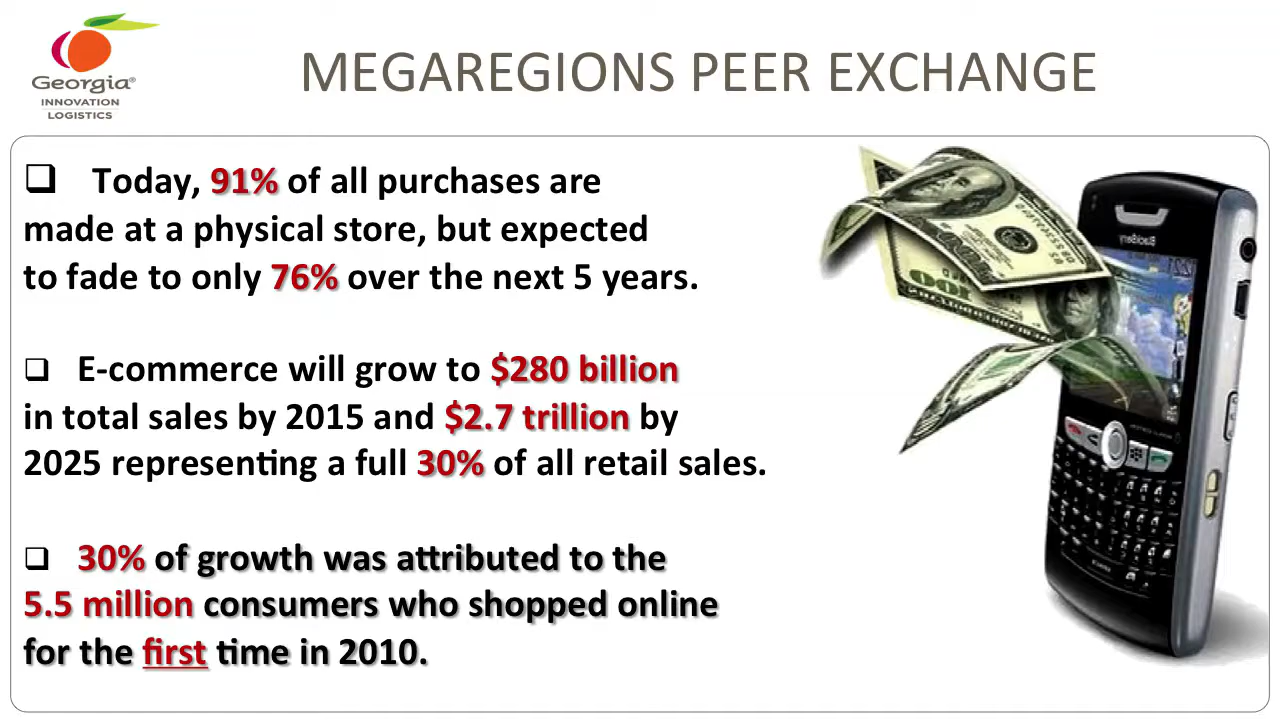 Georgia®
INNOVATION
LOGISTICS
MEGAREGIONS PEER EXCHANGE
Today, 91% of all purchases are
made at a physical store, but expected
to fade to only 76% over the next 5 years.
E-commerce will grow to $280 billion
in total sales by 2015 and $2.7 trillion by
2025 representing a full 30% of all retail sales.
30% of growth was attributed to the
5.5 million consumers who shopped online
for the first time in 2010.
BlackBerry
100